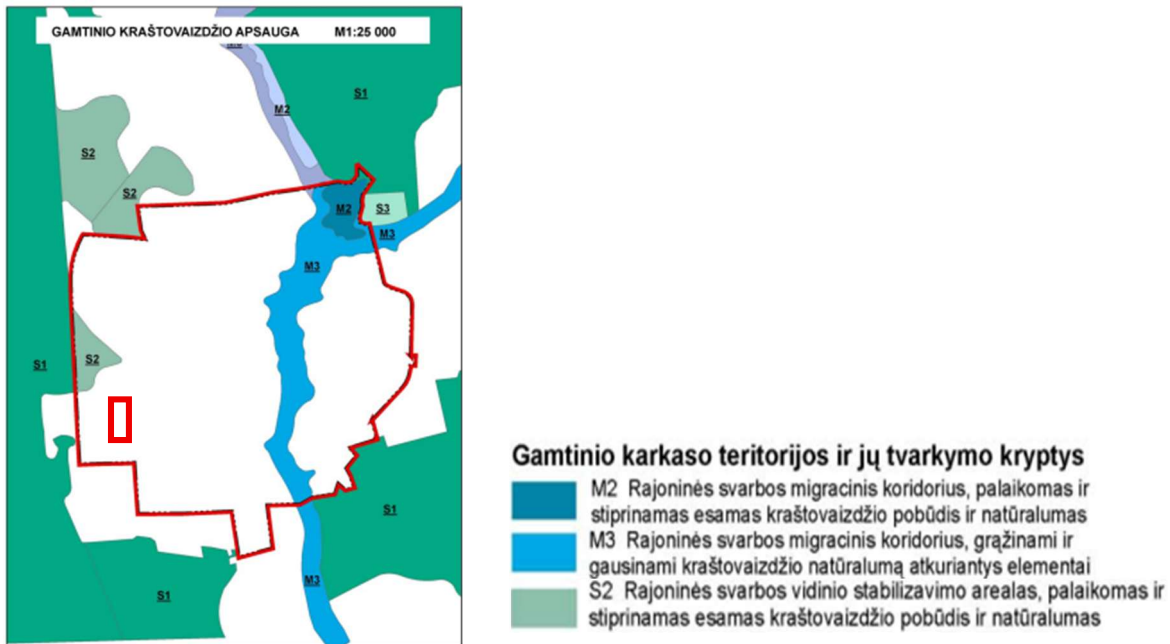 GAMTINIO KRAŠTOVAIZDŽIO APSAUGA M1:25 000
M2
S1
S2
S2
M2
S3
M3
M3
S2
S1
S1
S1
M3
Gamtinio karkaso teritorijos ir jų tvarkymo kryptys
M2 Rajoninės svarbos migracinis koridorius, palaikomas ir
stiprinamas esamas kraštovaizdžio pobūdis ir natūralumas
M3 Rajoninės svarbos migracinis koridorius, grąžinami ir
gausinami kraštovaizdžio natūralumą atkuriantys elementai
S2 Rajoninės svarbos vidinio stabilizavimo arealas, palaikomas ir
stiprinamas esamas kraštovaizdžio pobūdis ir natūralumas